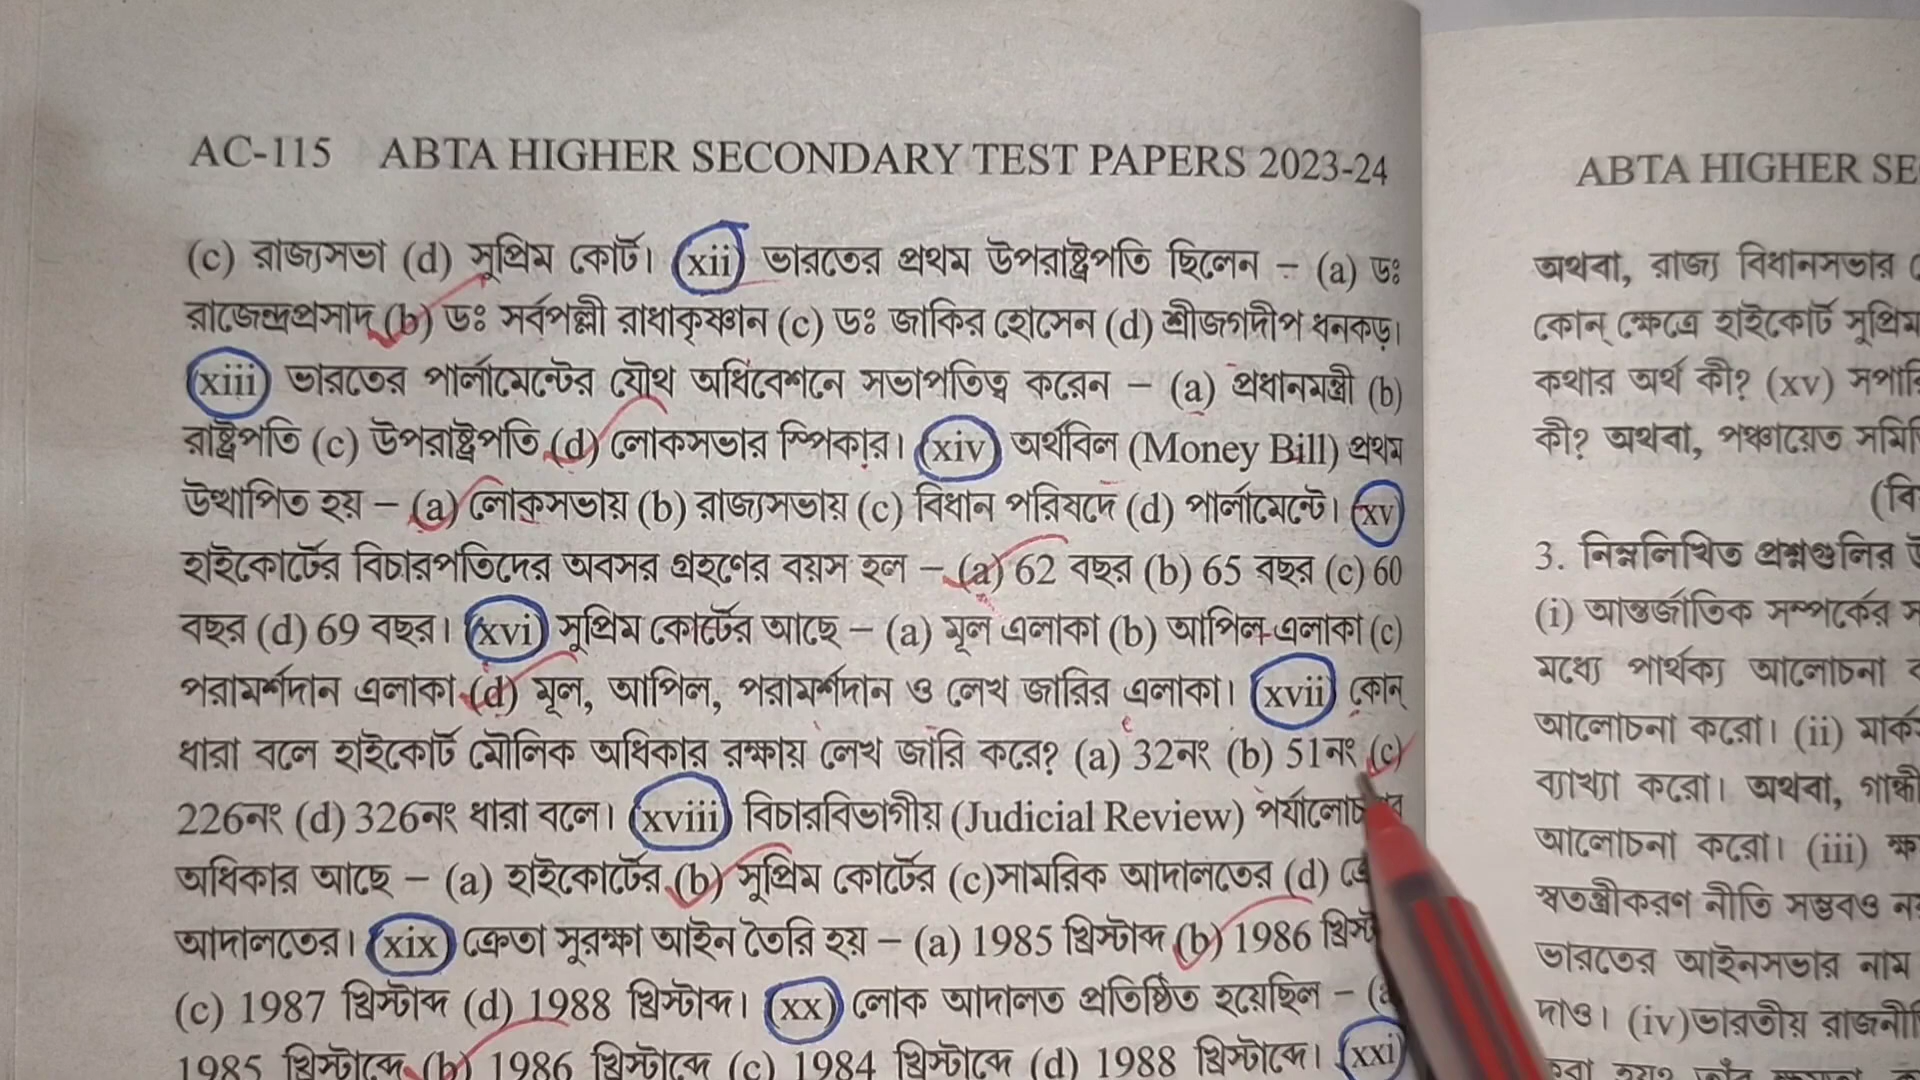 AC-115 ABTA HIGHER SECONDARY TEST PAPERS 2023-24
(c) রাজ্যসভা (d) সুপ্রিম কোর্ট। (xii) ভারতের প্রথম উপরাষ্ট্রপতি ছিলেন – (a) ডঃ
রাজেন্দ্রপ্রসাদ (b) ডঃ সর্বপল্লী রাধাকৃষ্ণান (c) ডঃ জাকির হোসেন (d) শ্রীজগদীপ ধনকড়।
(xiii) ভারতের পার্লামেন্টের যৌথ অধিবেশনে সভাপতিত্ব করেন – (a) প্রধানমন্ত্রী (b)
রাষ্ট্রপতি (c) উপরাষ্ট্রপতি (d) লোকসভার স্পিকার। (xiv) অর্থবিল (Money Bill) প্রথম
উত্থাপিত হয় – (a) লোকসভায় (b) রাজ্যসভায় (c) বিধান পরিষদে (d) পার্লামেন্টে। (xv)
হাইকোর্টের বিচারপতিদের অবসর গ্রহণের বয়স হল – (a) 62 বছর (b) 65 বছর (c) 60
বছর (d) 69 বছর। (xvi) সুপ্রিম কোর্টের আছে – (a) মূল এলাকা (b) আপিল এলাকা (c)
পরামর্শদান এলাকা (d) মূল, আপিল, পরামর্শদান ও লেখ জারির এলাকা। (xvii) কোন্
ধারা বলে হাইকোর্ট মৌলিক অধিকার রক্ষায় লেখ জারি করে? (a) 32নং (b) 51নং (c)
226নং (d) 326নং ধারা বলে। (xviii) বিচারবিভাগীয় (Judicial Review)
অধিকার আছে – (a) হাইকোর্টের (b) সুপ্রিম কোর্টের (c)সামরিক আদালতের (d)
আদালতের। (xix) ক্রেতা সুরক্ষা আইন তৈরি হয় – (a) 1985 খ্রিস্টাব্দ (b) 1986
(c) 1987 খ্রিস্টাব্দ (d) 1988 খ্রিস্টাব্দ। (xx) লোক আদালত প্রতিষ্ঠিত হয়েছিল –
1985 খ্রিস্টাব্দে (b) 1986 খ্রিস্টাব্দে (c) 1984 খ্রিস্টাব্দে (d) 1988 খ্রিস্টাব্দে। (xxi)
ABTA HIGHER SE
অথবা, রাজ্য বিধানসভার
কোন্ ক্ষেত্রে হাইকোর্ট সুপ্রিম
কথার অর্থ কী? (xv)
কী? অথবা, পঞ্চায়েত
(বি
3. নিম্নলিখিত প্রশ্নগুলির
(i) আন্তর্জাতিক সম্পর্কের
মধ্যে পার্থক্য আলোচনা
আলোচনা করো। (ii)
ব্যাখ্যা করো। অথবা,
আলোচনা করো। (iii)
স্বতন্ত্রীকরণ নীতি সম্ভবও
ভারতের আইনসভার নাম
দাও। (iv)ভারতীয়